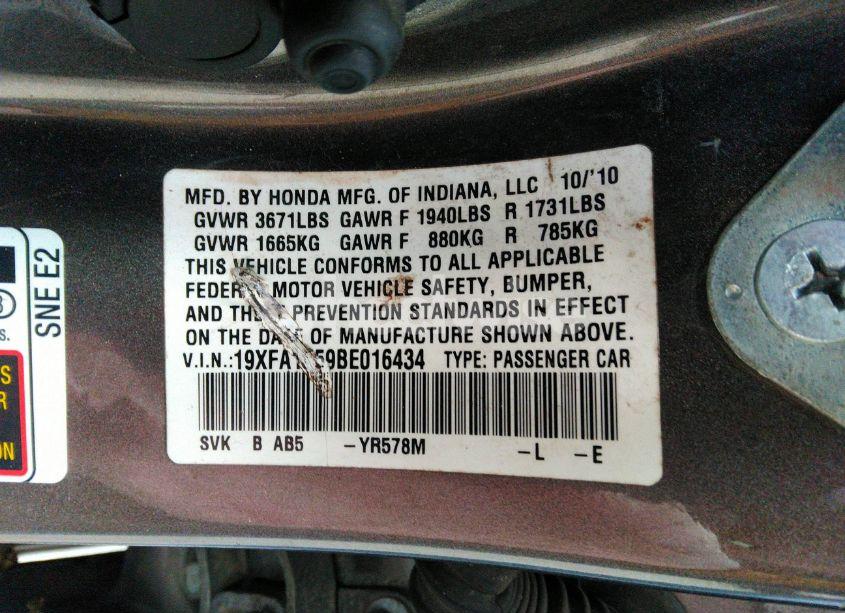 MFD. BY HONDA MFG. OF INDIANA, LLC 10/'10
GVWR 3671LBS GAWR F 1940LBS R 1731LBS
GVWR 1665KG GAWR F 880KG R 785KG
THIS VEHICLE CONFORMS TO ALL APPLICABLE
MOTOR VEHICLE SAFETY, BUMPER,
AND PREVENTION STANDARDS IN EFFECT
ON THE OF MANUFACTURE SHOWN ABOVE.
V.I.N.: TYPE: PASSENGER CAR
SVK B AB5 -YR578M -L -E
SNE E2